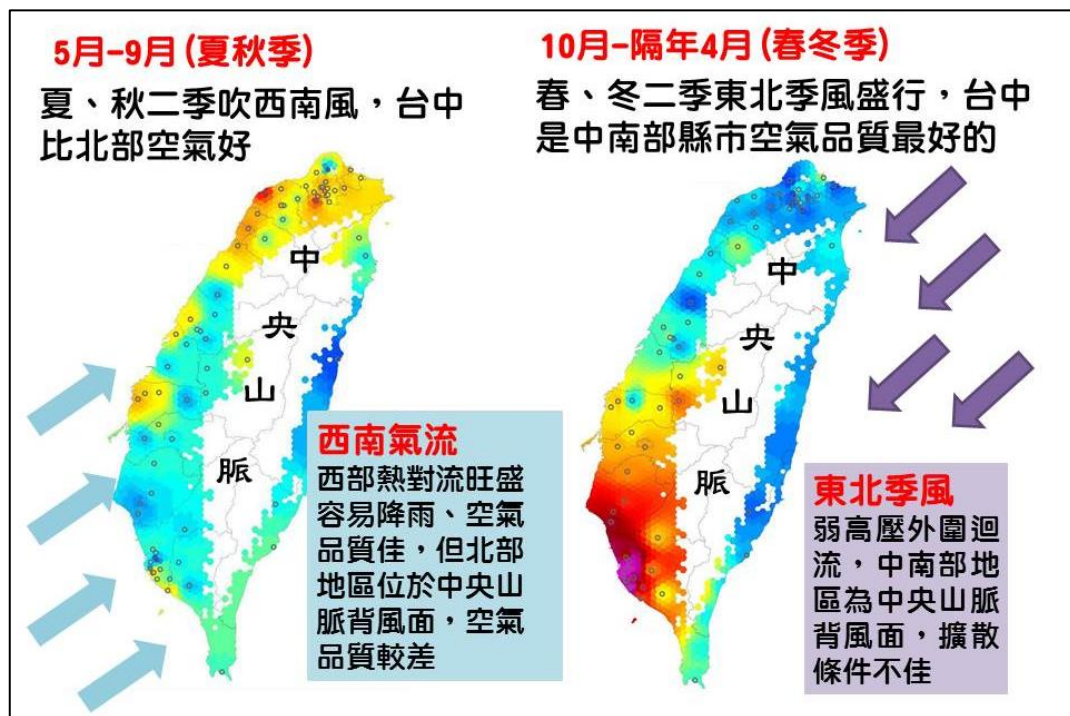 5月-9月(夏秋季)
夏、秋二季吹西南風，台中
比北部空氣好
中
央
山
脈
西南氣流
西部熱對流旺盛
容易降雨、空氣
品質佳，但北部
地區位於中央山
脈背風面，空氣
品質較差
10月-隔年4月(春冬季)
春、冬二季東北季風盛行，台中
是中南部縣市空氣品質最好的
中
央
山
脈
東北季風
弱高壓外圍迴
流，中南部地
區為中央山脈
背風面，擴散
條件不佳